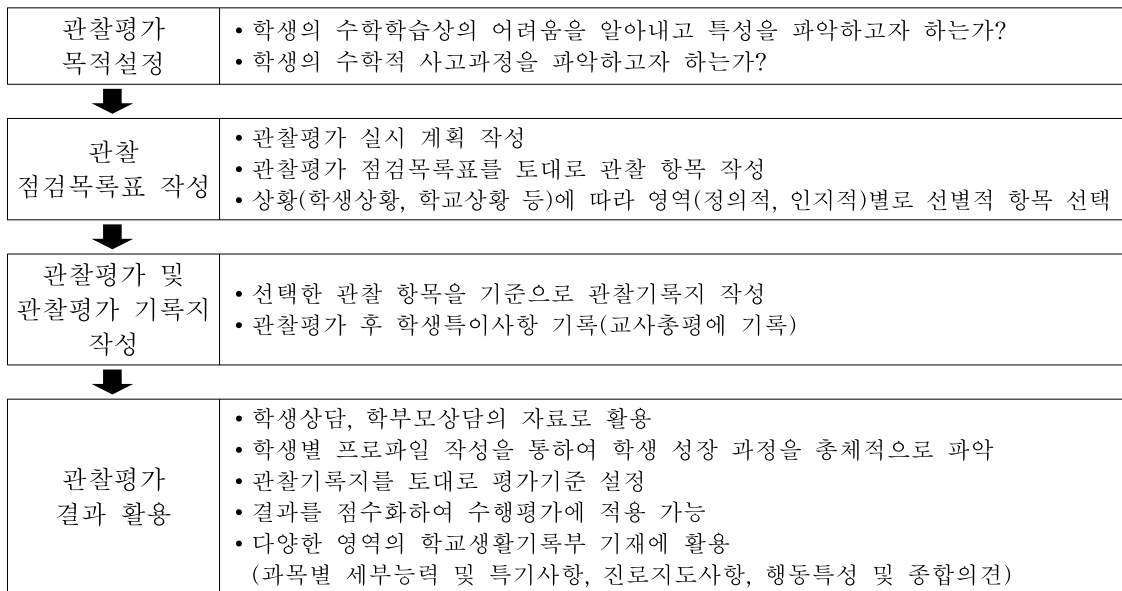 관찰평가
목적설정
• 학생의 수학학습상의 어려움을 알아내고 특성을 파악하고자 하는가?
• 학생의 수학적 사고과정을 파악하고자 하는가?
관찰
점검목록표 작성
• 관찰평가 실시 계획 작성
• 관찰평가 점검목록표를 토대로 관찰 항목 작성
• 상황(학생상황, 학교상황 등)에 따라 영역(정의적, 인지적)별로 선별적 항목 선택
관찰평가 및
관찰평가 기록지
작성
• 선택한 관찰 항목을 기준으로 관찰기록지 작성
• 관찰평가 후 학생특이사항 기록(교사총평에 기록)
관찰평가
결과 활용
• 학생상담, 학부모상담의 자료로 활용
• 학생별 프로파일 작성을 통하여 학생 성장 과정을 총체적으로 파악
• 관찰기록지를 토대로 평가기준 설정
• 결과를 점수화하여 수행평가에 적용 가능
• 다양한 영역의 학교생활기록부 기재에 활용
(과목별 세부능력 및 특기사항, 진로지도사항, 행동특성 및 종합의견)